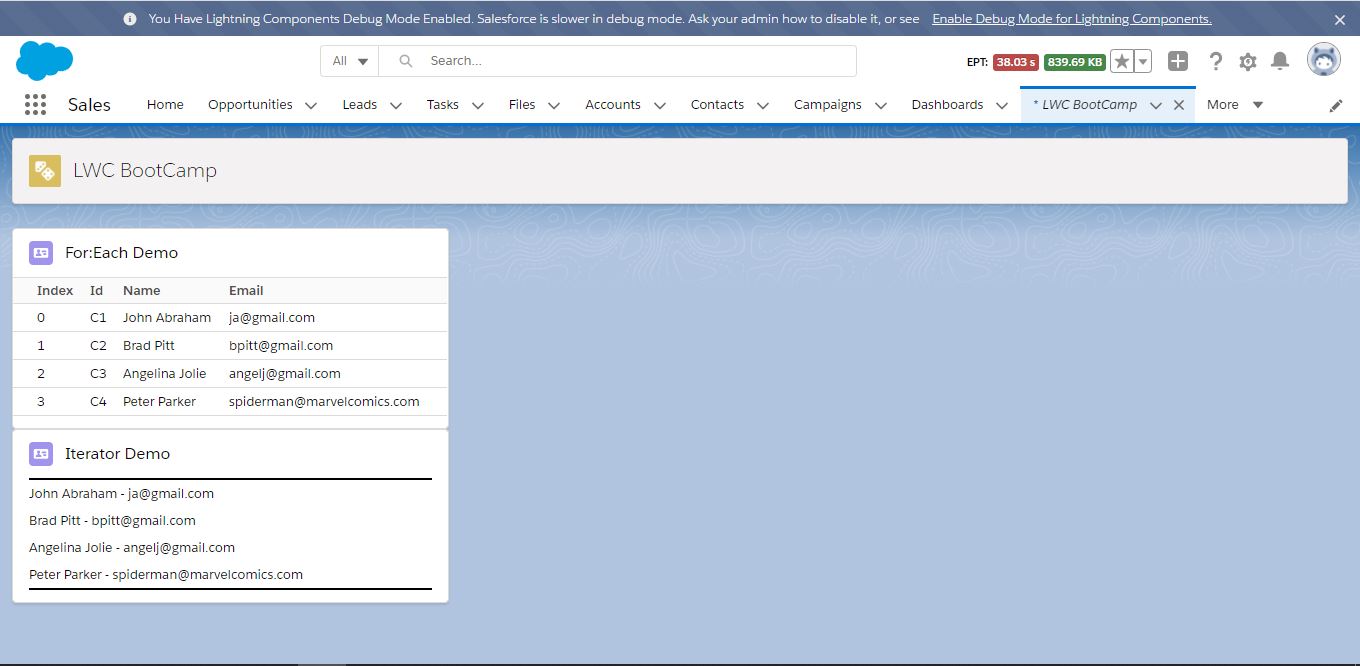 You Have Lightning Components Debug Mode Enabled. Salesforce is slower in debug mode. Ask your admin how to disable it, or see Enable Debug Mode for Lightning Components.
All Search... EPT: 38.03 s 839.69 KB
Sales Home Opportunities Leads Tasks Files Accounts Contacts Campaigns Dashboards * LWC BootCamp More
LWC BootCamp
For:Each Demo
Index Id Name Email
0 C1 John Abraham ja@gmail.com
1 C2 Brad Pitt bpitt@gmail.com
2 C3 Angelina Jolie angelj@gmail.com
3 C4 Peter Parker spiderman@marvelcomics.com
Iterator Demo
John Abraham - ja@gmail.com
Brad Pitt - bpitt@gmail.com
Angelina Jolie - angelj@gmail.com
Peter Parker - spiderman@marvelcomics.com